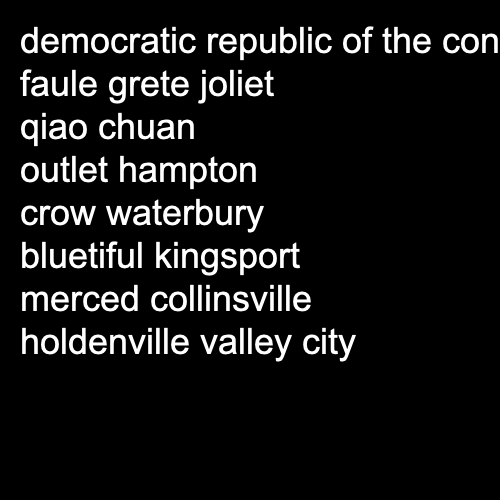 democratic republic of the con
faule grete joliet
qiao chuan
outlet hampton
crow waterbury
bluetiful kingsport
merced collinsville
holdenville valley city